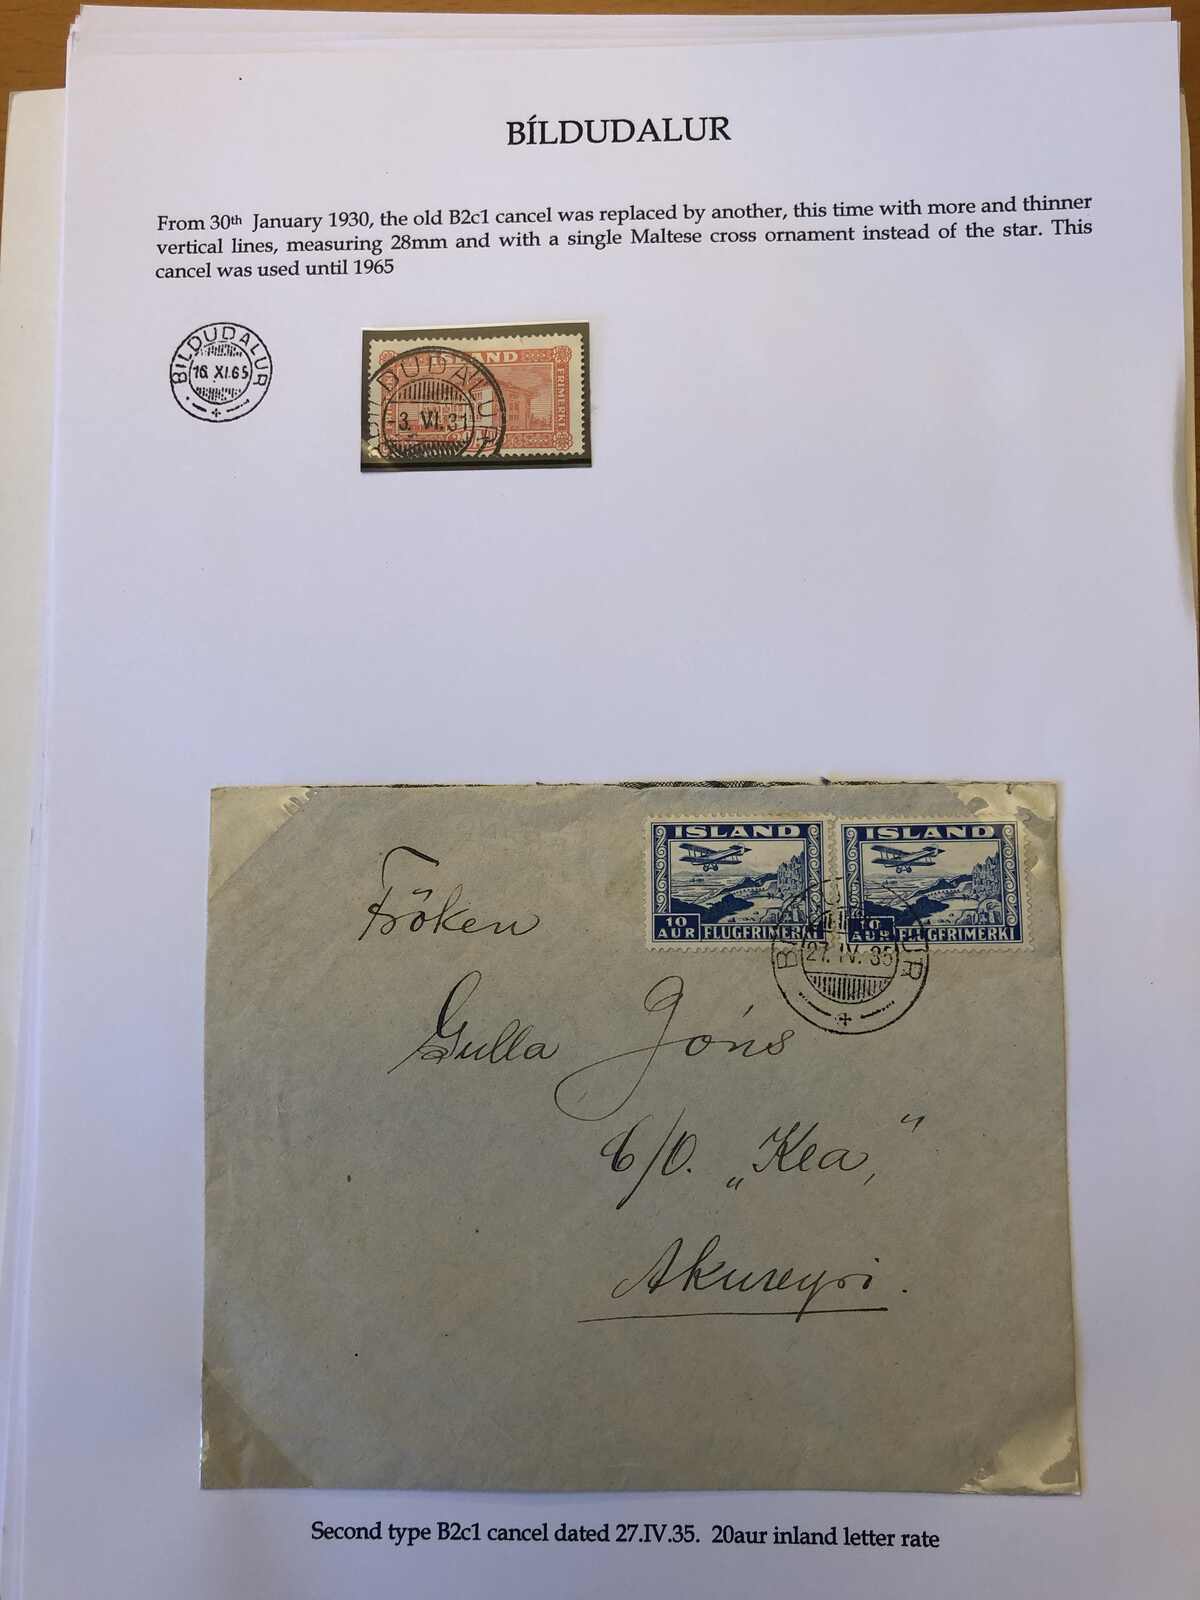 BÍLDUDALUR
From 30th January 1930, the old B2c1 cancel was replaced by another, this time with more and thinner
vertical lines, measuring 28mm and with a single Maltese cross ornament instead of the star. This
cancel was used until 1965
BILDUDALUR
16. XI.65
ISLAND
FRIMERKI
BILDUDALUR
3. VI.31
ISLAND
10
AUR FLUGFRIMERKI
ISLAND
10
AUR FLUGFRIMERKI
27. IV. 35
Fröken
Gulla Jóns
C/O. „Kea,"
Akureyri.
Second type B2c1 cancel dated 27.IV.35. 20aur inland letter rate